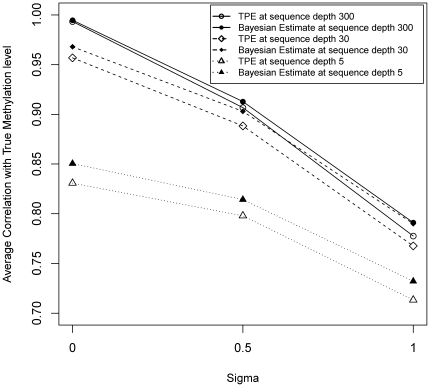 TPE at sequence depth 300
Bayesian Estimate at sequence depth 300
TPE at sequence depth 30
Bayesian Estimate at sequence depth 30
TPE at sequence depth 5
Bayesian Estimate at sequence depth 5
Average Correlation with True Methylation level
1.00
0.95
0.90
0.85
0.80
0.75
0.70
0
0.5
1
Sigma